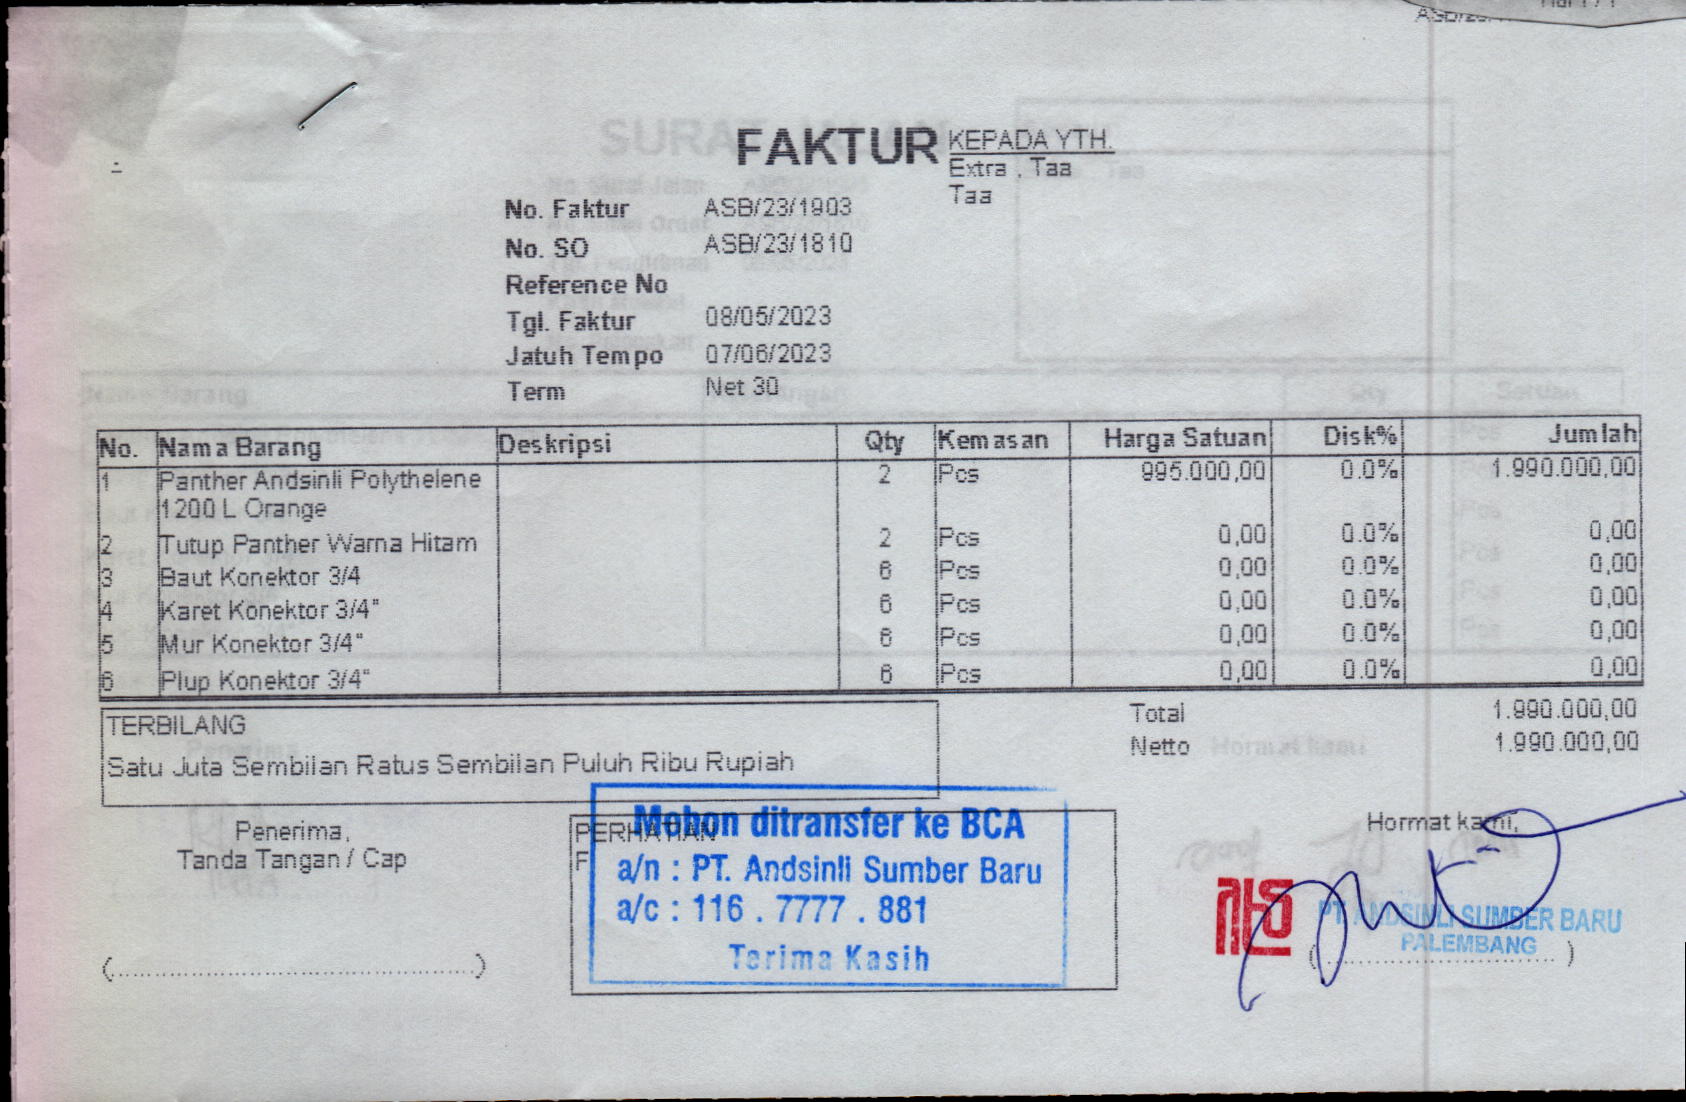 FAKTUR
KEPADA YTH.
Extra . Taa
Taa
No. Faktur ASB/23/1903
No. SO ASB/23/1810
Reference No
Tgl. Faktur 08/05/2023
Jatuh Tempo 07/06/2023
Term Net 30
No. Nama Barang Deskripsi Qty Kemasan Harga Satuan Disk% Jumlah
1 Panther Andsinli Polythelene 2 Pcs 995.000,00 0.0% 1.990.000,00
1200 L Orange
2 Tutup Panther Warna Hitam 2 Pcs 0,00 0.0% 0,00
3 Baut Konektor 3/4 6 Pcs 0,00 0.0% 0,00
4 Karet Konektor 3/4" 6 Pcs 0,00 0.0% 0,00
5 Mur Konektor 3/4" 6 Pcs 0,00 0.0% 0,00
6 Plup Konektor 3/4" 6 Pcs 0,00 0.0% 0,00
TERBILANG
Satu Juta Sembilan Ratus Sembilan Puluh Ribu Rupiah
Total 1.990.000,00
Netto 1.990.000,00
Penerima,
Tanda Tangan / Cap
(................................................)
PERHATIAN
F
Mohon ditransfer ke BCA
a/n : PT. Andsinli Sumber Baru
a/c : 116 . 7777 . 881
Terima Kasih
Hormat kami,
PT. ANDSINLI SUMBER BARU
PALEMBANG
(................................)